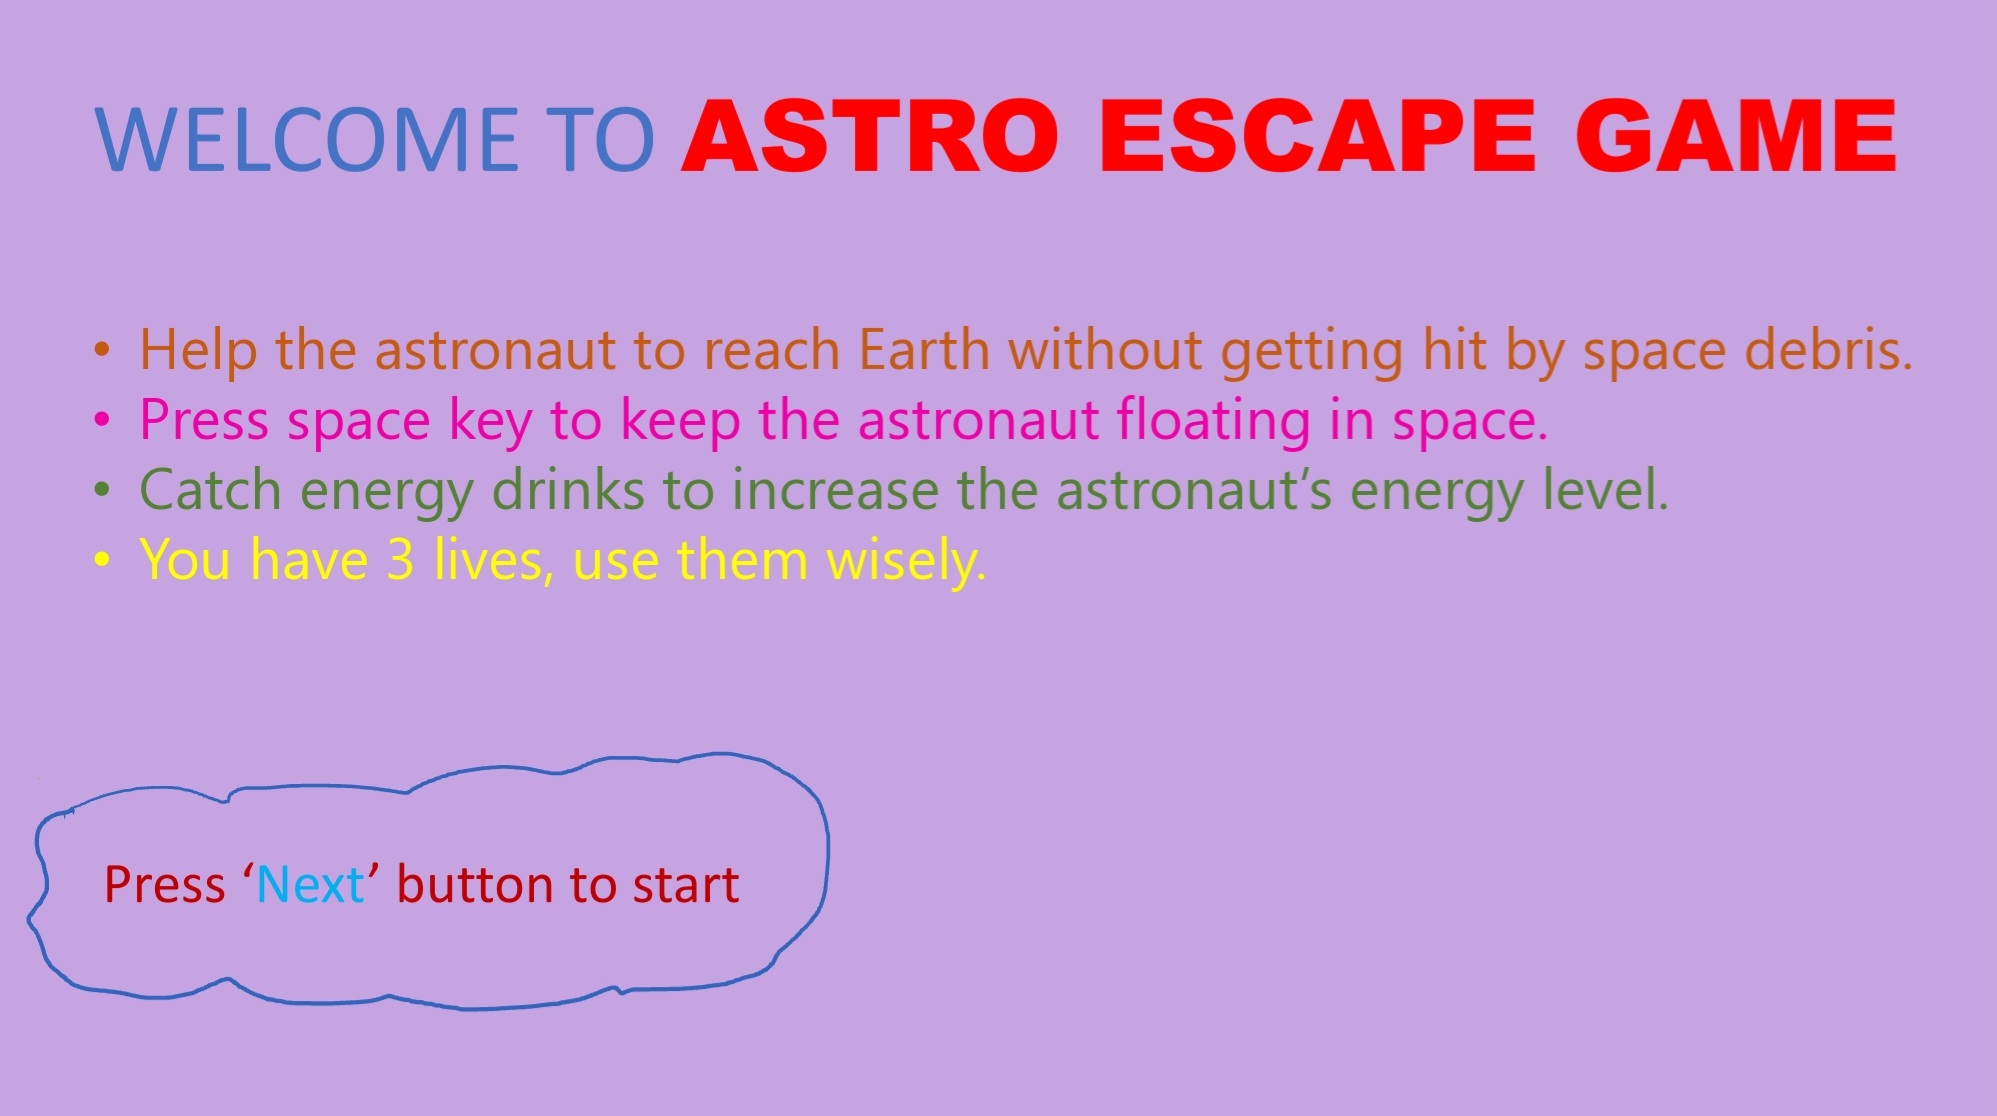 WELCOME TO ASTRO ESCAPE GAME
• Help the astronaut to reach Earth without getting hit by space debris.
• Press space key to keep the astronaut floating in space.
• Catch energy drinks to increase the astronaut’s energy level.
• You have 3 lives, use them wisely.
Press ‘Next’ button to start